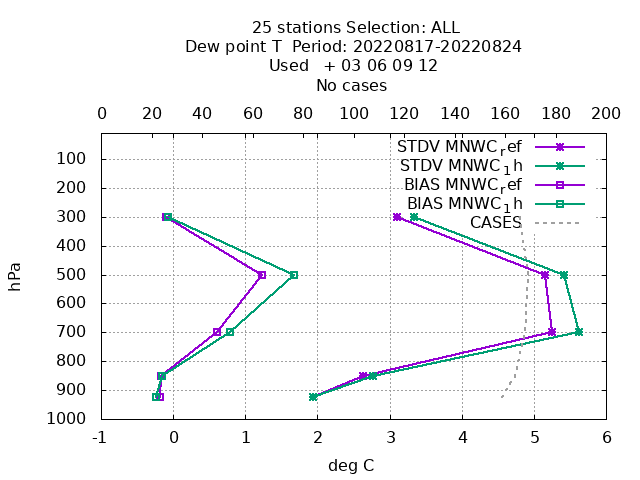 25 stations Selection: ALL
Dew point T  Period: 20220817-20220824
Used   + 03 06 09 12
No cases
0 20 40 60 80 100 120 140 160 180 200
STDV MNWC_ref
STDV MNWC_1h
BIAS MNWC_ref
BIAS MNWC_1h
CASES
hPa
100
200
300
400
500
600
700
800
900
1000
-1 0 1 2 3 4 5 6
deg C